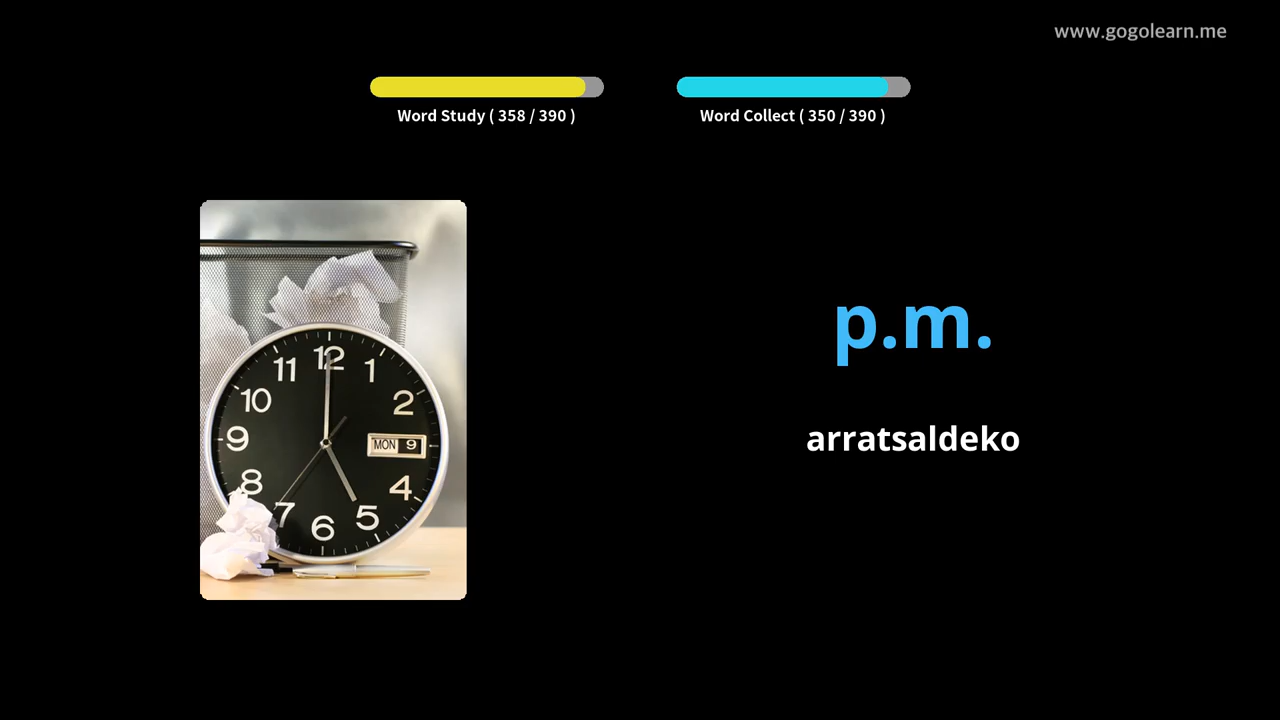 www.gogolearn.me
Word Study ( 358 / 390 )
Word Collect ( 350 / 390 )
12
11
1
10
2
9
MON 9
8
4
7
5
6
p.m.
arratsaldeko